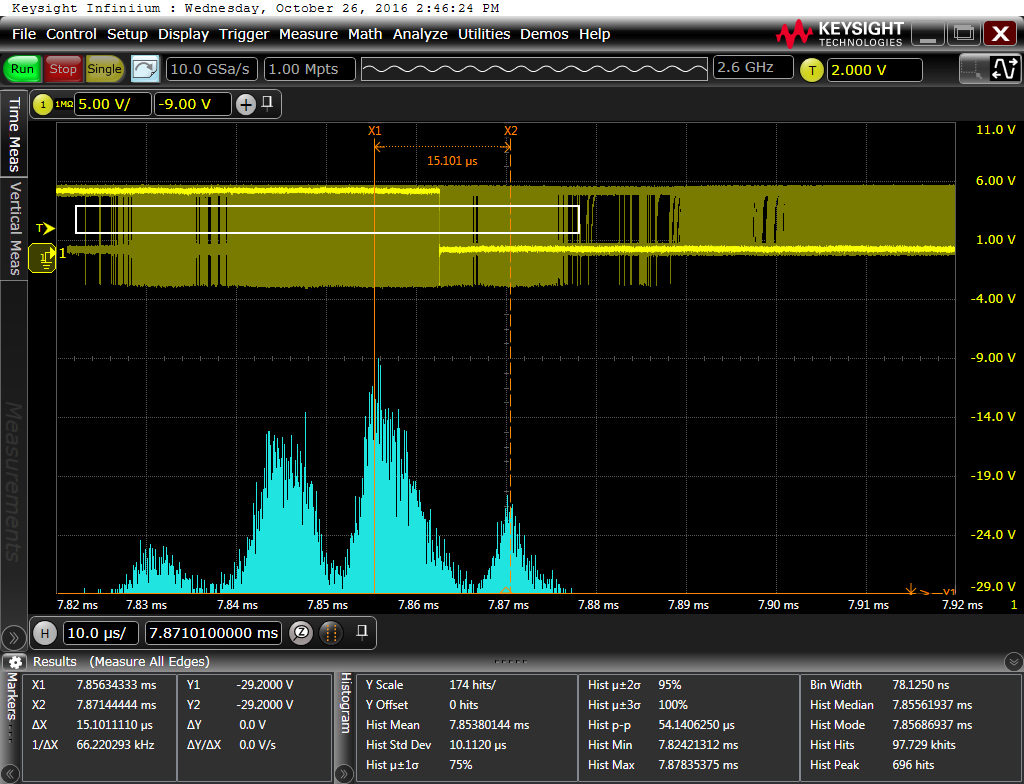 Keysight Infiniium : Wednesday, October 26, 2016 2:46:24 PM
File Control Setup Display Trigger Measure Math Analyze Utilities Demos Help
KEYSIGHT
TECHNOLOGIES
Run Stop Single 10.0 GSa/s 1.00 Mpts 2.6 GHz T 2.000 V
1 1MΩ 5.00 V/ -9.00 V
Time Meas
Vertical Meas
Measurements
X1 X2
15.101 µs
11.0 V
6.00 V
T
1.00 V
1 1
-4.00 V
-9.00 V
-14.0 V
-19.0 V
-24.0 V
-29.0 V
Y1
7.82 ms 7.83 ms 7.84 ms 7.85 ms 7.86 ms 7.87 ms 7.88 ms 7.89 ms 7.90 ms 7.91 ms 7.92 ms 1
H 10.0 µs/ 7.8710100000 ms
Results (Measure All Edges)
Markers
X1 7.85634333 ms Y1 -29.2000 V
X2 7.87144444 ms Y2 -29.2000 V
ΔX 15.1011110 µs ΔY 0.0 V
1/ΔX 66.220293 kHz ΔY/ΔX 0.0 V/s
Histogram
Y Scale 174 hits/ Hist µ±2σ 95% Bin Width 78.1250 ns
Y Offset 0 hits Hist µ±3σ 100% Hist Median 7.85561937 ms
Hist Mean 7.85380144 ms Hist p-p 54.1406250 µs Hist Mode 7.85686937 ms
Hist Std Dev 10.1120 µs Hist Min 7.82421312 ms Hist Hits 97.729 khits
Hist µ±1σ 75% Hist Max 7.87835375 ms Hist Peak 696 hits